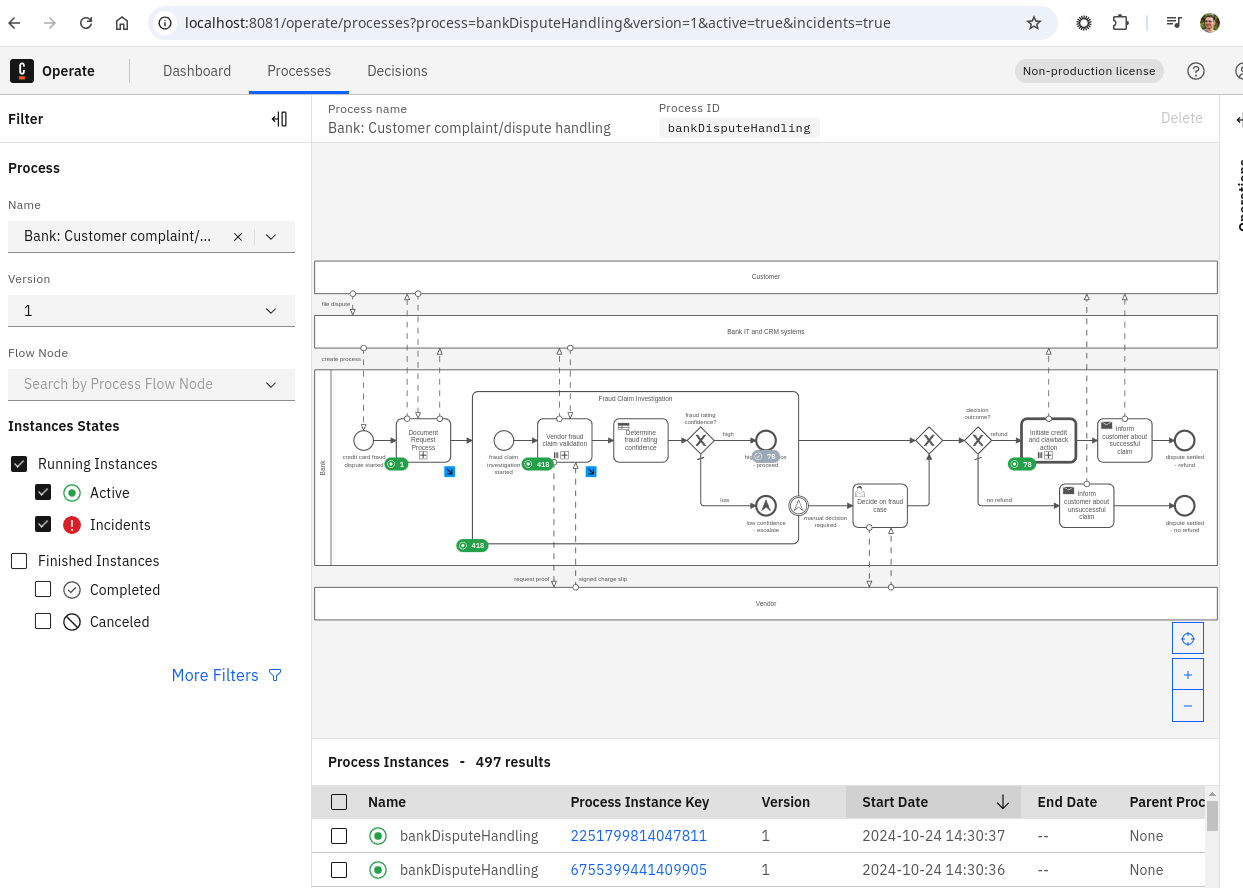 localhost:8081/operate/processes?process=bankDisputeHandling&version=1&active=true&incidents=true
C Operate
Dashboard
Processes
Decisions
Non-production license
Filter
Process name
Bank: Customer complaint/dispute handling
Process ID
bankDisputeHandling
Delete
Operations
Process
Name
Bank: Customer complaint/...
Version
1
Flow Node
Search by Process Flow Node
Instances States
Running Instances
Active
Incidents
Finished Instances
Completed
Canceled
More Filters
Customer
file dispute
Bank IT and CRM systems
create process
Bank
credit card fraud
dispute started
Document
Request
Process
1
Fraud Claim Investigation
fraud claim
investigation
started
Vendor fraud
claim validation
418
Determine
fraud rating
confidence
fraud rating
confidence?
high
78
- proceed
low
low confidence
- escalate
418
manual decision
required
Decide on fraud
case
decision
outcome?
refund
no refund
Initiate credit
and clawback
action
78
Inform
customer about
successful
claim
dispute settled
- refund
Inform
customer about
unsuccessful
claim
dispute settled
- no refund
request proof
signed charge slip
Vendor
+
−
Process Instances - 497 results
Name
Process Instance Key
Version
Start Date
End Date
Parent Proc
bankDisputeHandling 2251799814047811 1 2024-10-24 14:30:37 -- None
bankDisputeHandling 6755399441409905 1 2024-10-24 14:30:36 -- None